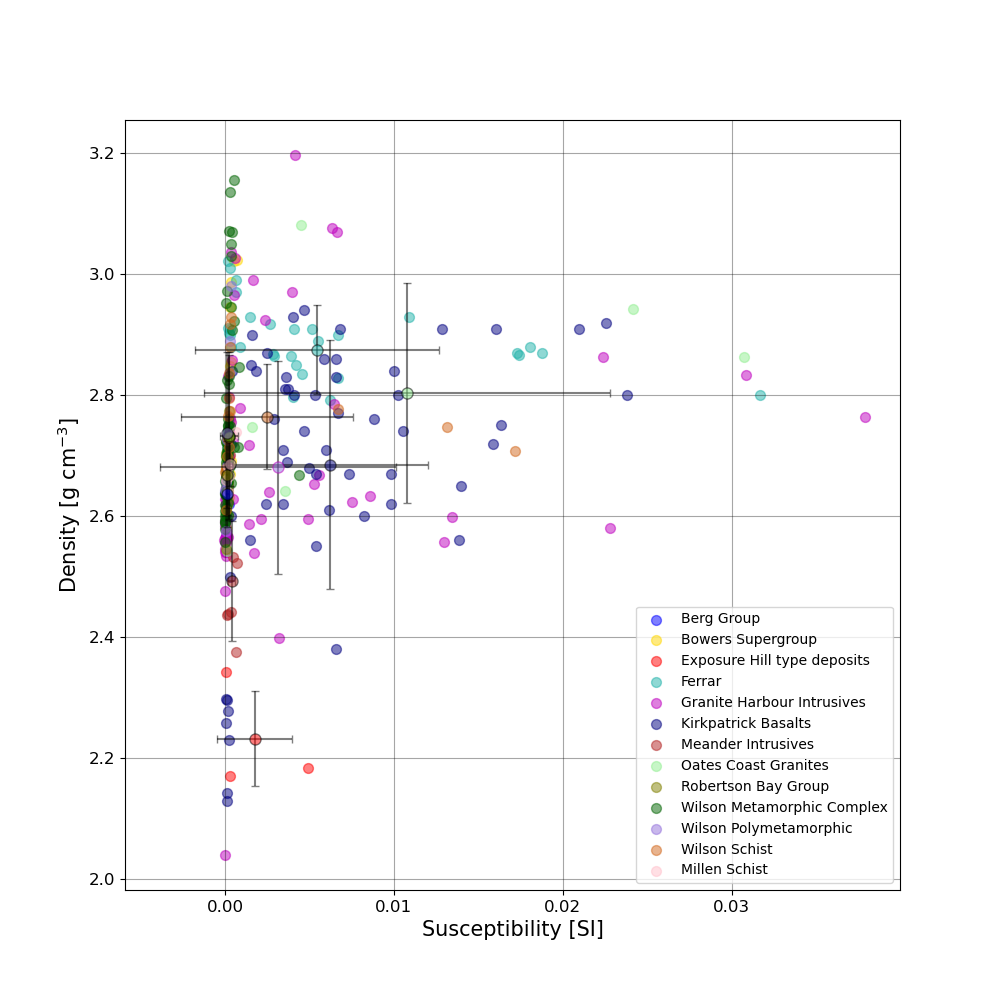 3.2
3.0
2.8
2.6
2.4
2.2
2.0
Density [g cm⁻³]
0.00 0.01 0.02 0.03
Susceptibility [SI]
Berg Group
Bowers Supergroup
Exposure Hill type deposits
Ferrar
Granite Harbour Intrusives
Kirkpatrick Basalts
Meander Intrusives
Oates Coast Granites
Robertson Bay Group
Wilson Metamorphic Complex
Wilson Polymetamorphic
Wilson Schist
Millen Schist